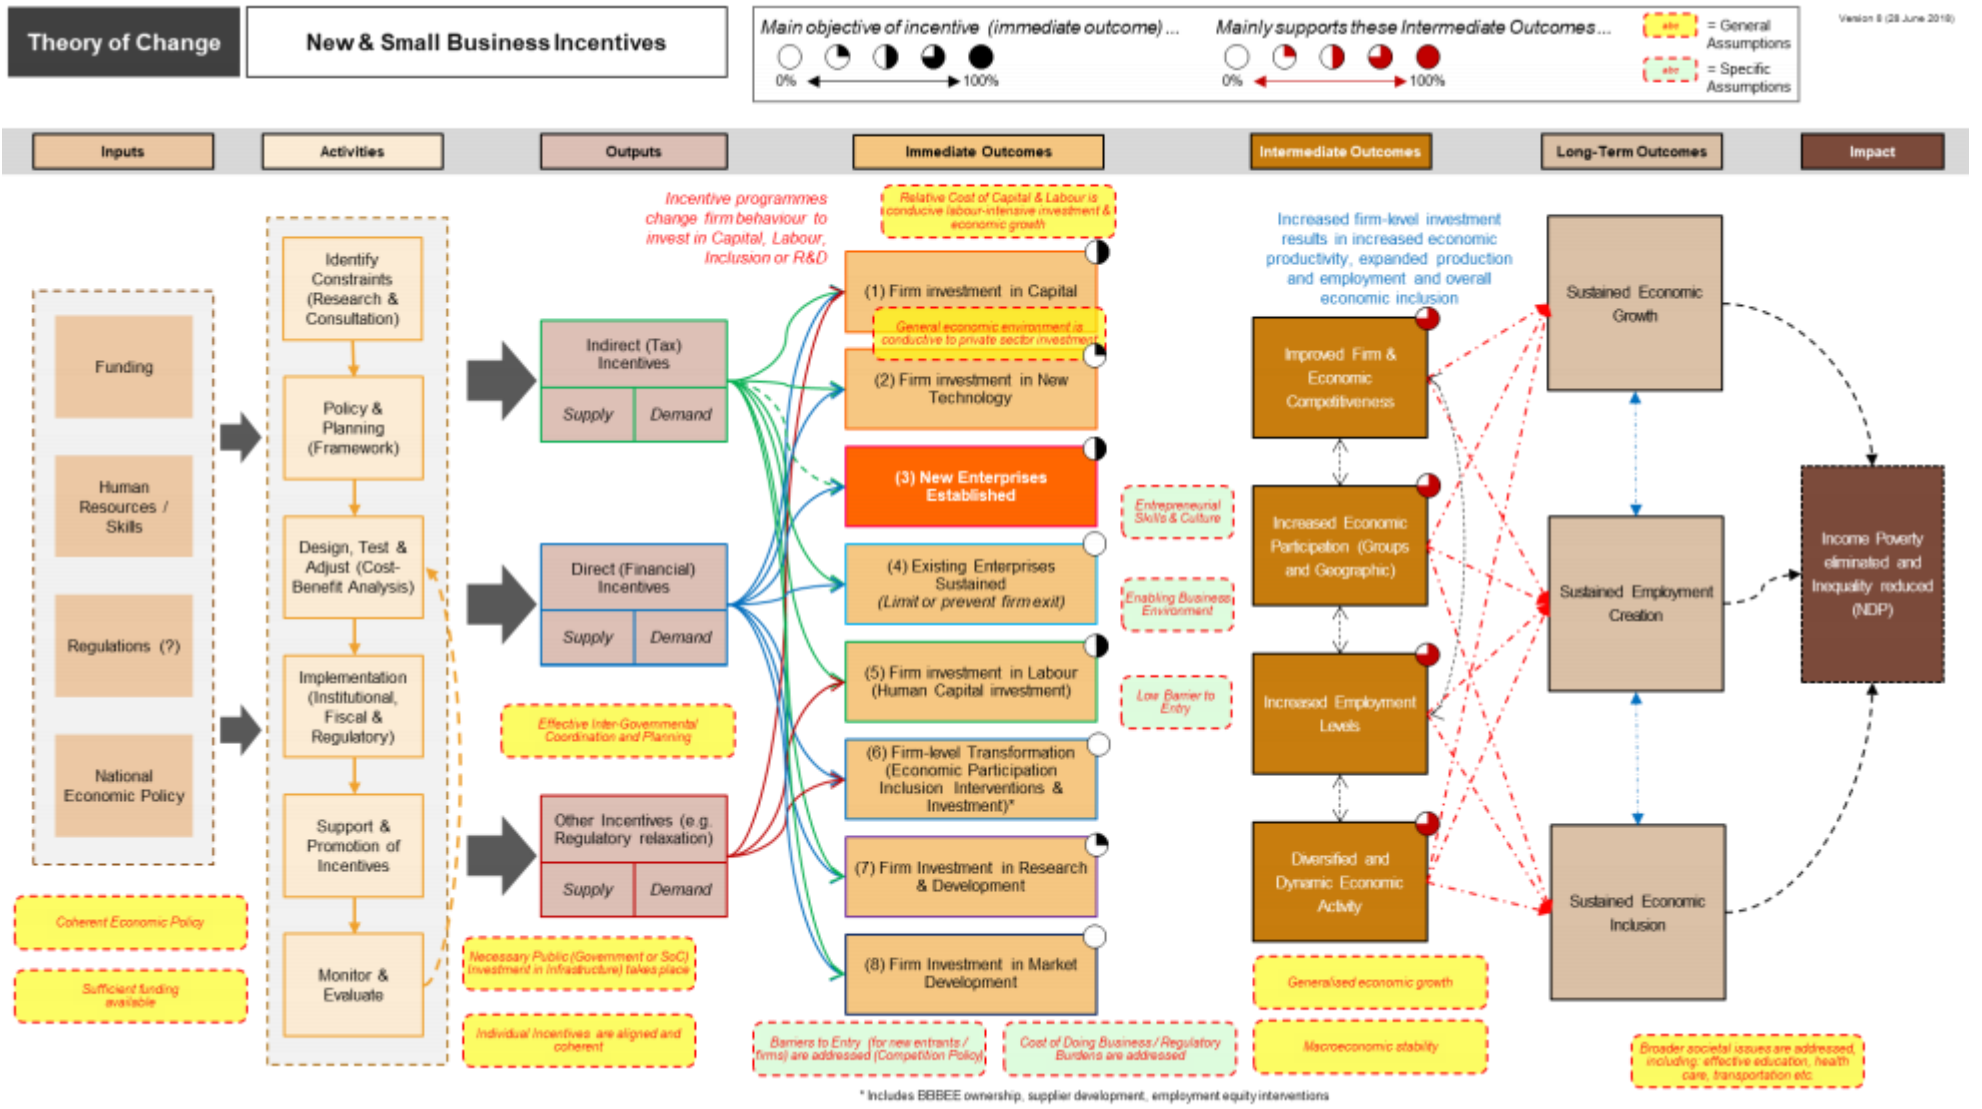 Theory of Change
New & Small Business Incentives
Main objective of incentive (immediate outcome)...
0%
100%
Mainly supports these Intermediate Outcomes...
0%
100%
abc
= General
Assumptions
abc
= Specific
Assumptions
Version 8 (28 June 2018)
Inputs
Activities
Outputs
Immediate Outcomes
Intermediate Outcomes
Long-Term Outcomes
Impact
Funding
Human
Resources /
Skills
Regulations (?)
National
Economic Policy
Coherent Economic Policy
Sufficient funding
available
Identify
Constraints
(Research &
Consultation)
Policy &
Planning
(Framework)
Design, Test &
Adjust (Cost-
Benefit Analysis)
Implementation
(Institutional,
Fiscal &
Regulatory)
Support &
Promotion of
Incentives
Monitor &
Evaluate
Incentive programmes
change firm behaviour to
invest in Capital, Labour,
Inclusion or R&D
Indirect (Tax)
Incentives
Supply
Demand
Direct (Financial)
Incentives
Supply
Demand
Effective Inter-Governmental
Coordination and Planning
Other Incentives (e.g.
Regulatory relaxation)
Supply
Demand
Necessary Public (Government or SoC)
Investment in Infrastructure) takes place
Individual Incentives are aligned and
coherent
Relative Cost of Capital & Labour is
conducive labour-intensive investment &
economic growth
(1) Firm investment in Capital
General economic environment is
conductive to private sector investment
(2) Firm investment in New
Technology
(3) New Enterprises
Established
(4) Existing Enterprises
Sustained
(Limit or prevent firm exit)
(5) Firm investment in Labour
(Human Capital investment)
(6) Firm-level Transformation
(Economic Participation
Inclusion Interventions &
Investment)*
(7) Firm Investment in Research
& Development
(8) Firm Investment in Market
Development
Barriers to Entry (for new entrants /
firms) are addressed (Competition Policy)
Cost of Doing Business / Regulatory
Burdens are addressed
* Includes BBBEE ownership, supplier development, employment equity interventions
Entrepreneurial
Skills & Culture
Enabling Business
Environment
Low Barrier to
Entry
Increased firm-level investment
results in increased economic
productivity, expanded production
and employment and overall
economic inclusion
Improved Firm &
Economic
Competitiveness
Increased Economic
Participation (Groups
and Geographic)
Increased Employment
Levels
Diversified and
Dynamic Economic
Activity
Generalised economic growth
Macroeconomic stability
Sustained Economic
Growth
Sustained Employment
Creation
Sustained Economic
Inclusion
Income Poverty
eliminated and
Inequality reduced
(NDP)
Broader societal issues are addressed,
including: effective education, health
care, transportation etc.